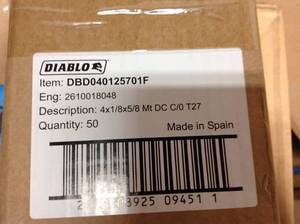 DIABLO
Item: DBD040125701F
Eng: 2610018048
Description: 4x1/8x5/8 Mt DC C/0 T27
Quantity: 50
Made in Spain
09451 1